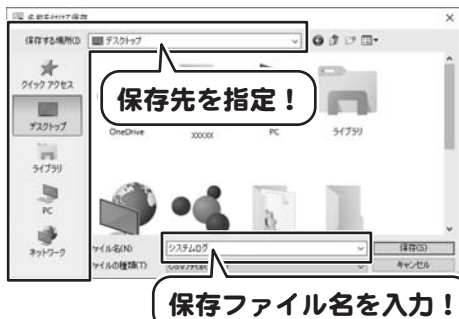 名前を付けて保存
保存する場所(I):
デスクトップ
クイック アクセス
デスクトップ
ライブラリ
PC
ネットワーク
保存先を指定!
OneDrive
xxxxx
PC
ライブラリ
ファイル名(N):
システムログ
保存(S)
ファイルの種類(T):
キャンセル
保存ファイル名を入力!